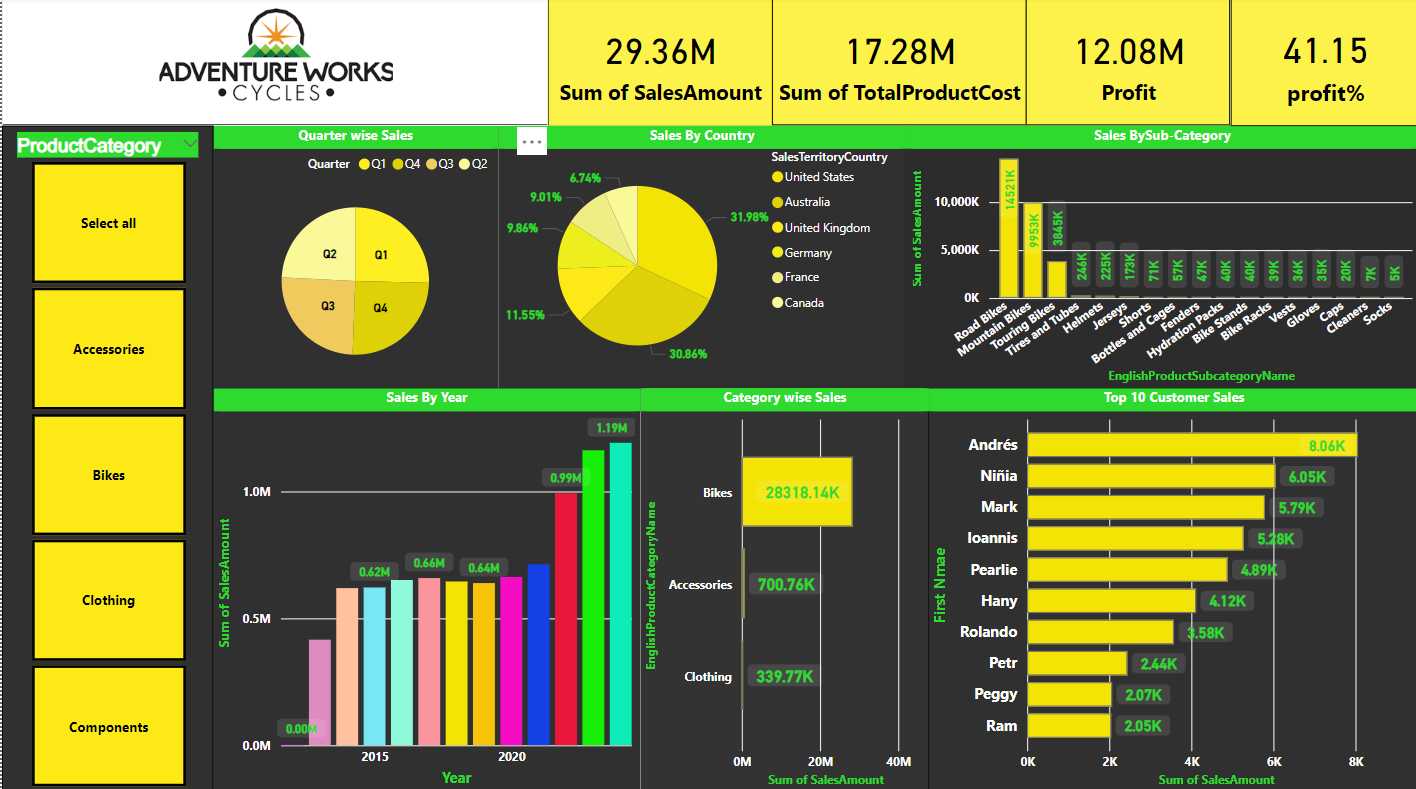 ADVENTURE WORKS
•CYCLES•
29.36M
Sum of SalesAmount
17.28M
Sum of TotalProductCost
12.08M
Profit
41.15
profit%
ProductCategory
Select all
Accessories
Bikes
Clothing
Components
Quarter wise Sales
Quarter Q1 Q4 Q3 Q2
Q2 Q1
Q3 Q4
Sales By Country
...
SalesTerritoryCountry
United States
Australia
United Kingdom
Germany
France
Canada
6.74%
9.01%
9.86%
31.98%
11.55%
30.86%
Sales BySub-Category
Sum of SalesAmount
10,000K
5,000K
0K
14521K 9953K 3845K 246K 225K 173K 71K 57K 47K 40K 40K 39K 36K 35K 20K 7K 5K
Road Bikes
Mountain Bikes
Touring Bikes
Tires and Tubes
Helmets
Jerseys
Shorts
Bottles and Cages
Fenders
Hydration Packs
Bike Stands
Bike Racks
Vests
Gloves
Caps
Cleaners
Socks
EnglishProductSubcategoryName
Sales By Year
Sum of SalesAmount
1.0M
0.5M
0.0M
0.00M
0.62M
0.66M
0.64M
0.99M
1.19M
2015 2020
Year
Category wise Sales
EnglishProductCategoryName
Bikes 28318.14K
Accessories 700.76K
Clothing 339.77K
0M 20M 40M
Sum of SalesAmount
Top 10 Customer Sales
First Nmae
Andrés 8.06K
Niñia 6.05K
Mark 5.79K
Ioannis 5.28K
Pearlie 4.89K
Hany 4.12K
Rolando 3.58K
Petr 2.44K
Peggy 2.07K
Ram 2.05K
0K 2K 4K 6K 8K
Sum of SalesAmount